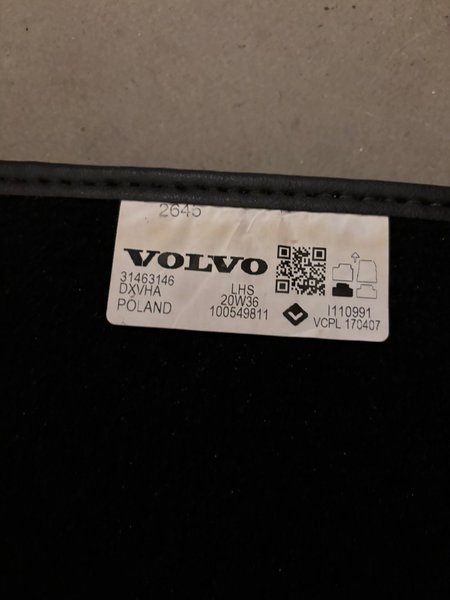 2645
VOLVO
31463146
DXVHA LHS
POLAND 20W36
100549811
I110991
VCPL 170407